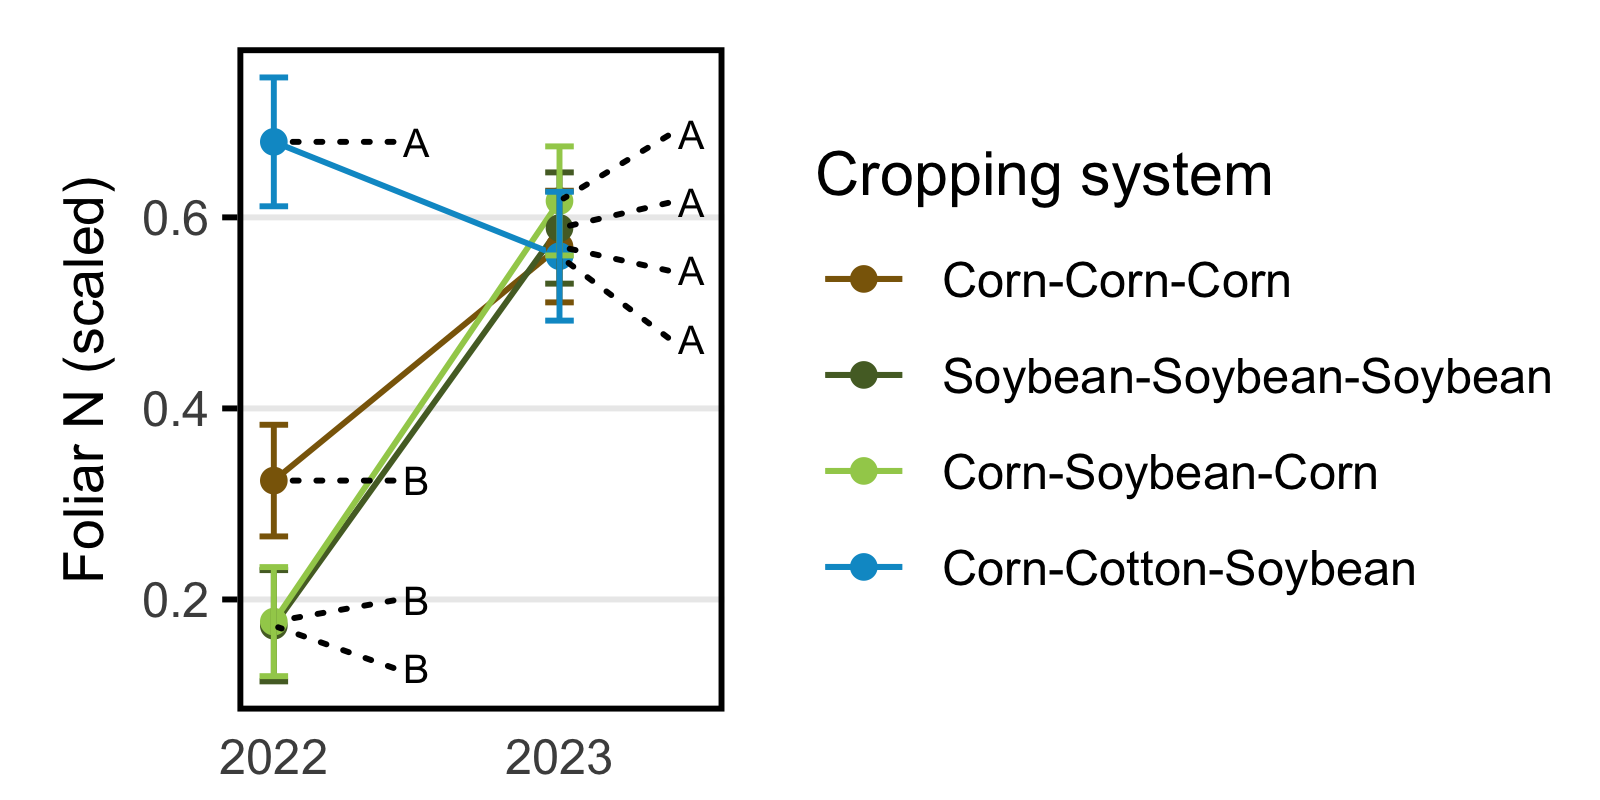 Foliar N (scaled)
0.6
0.4
0.2
2022
2023
A
B
B
B
A
A
A
A
Cropping system
Corn-Corn-Corn
Soybean-Soybean-Soybean
Corn-Soybean-Corn
Corn-Cotton-Soybean